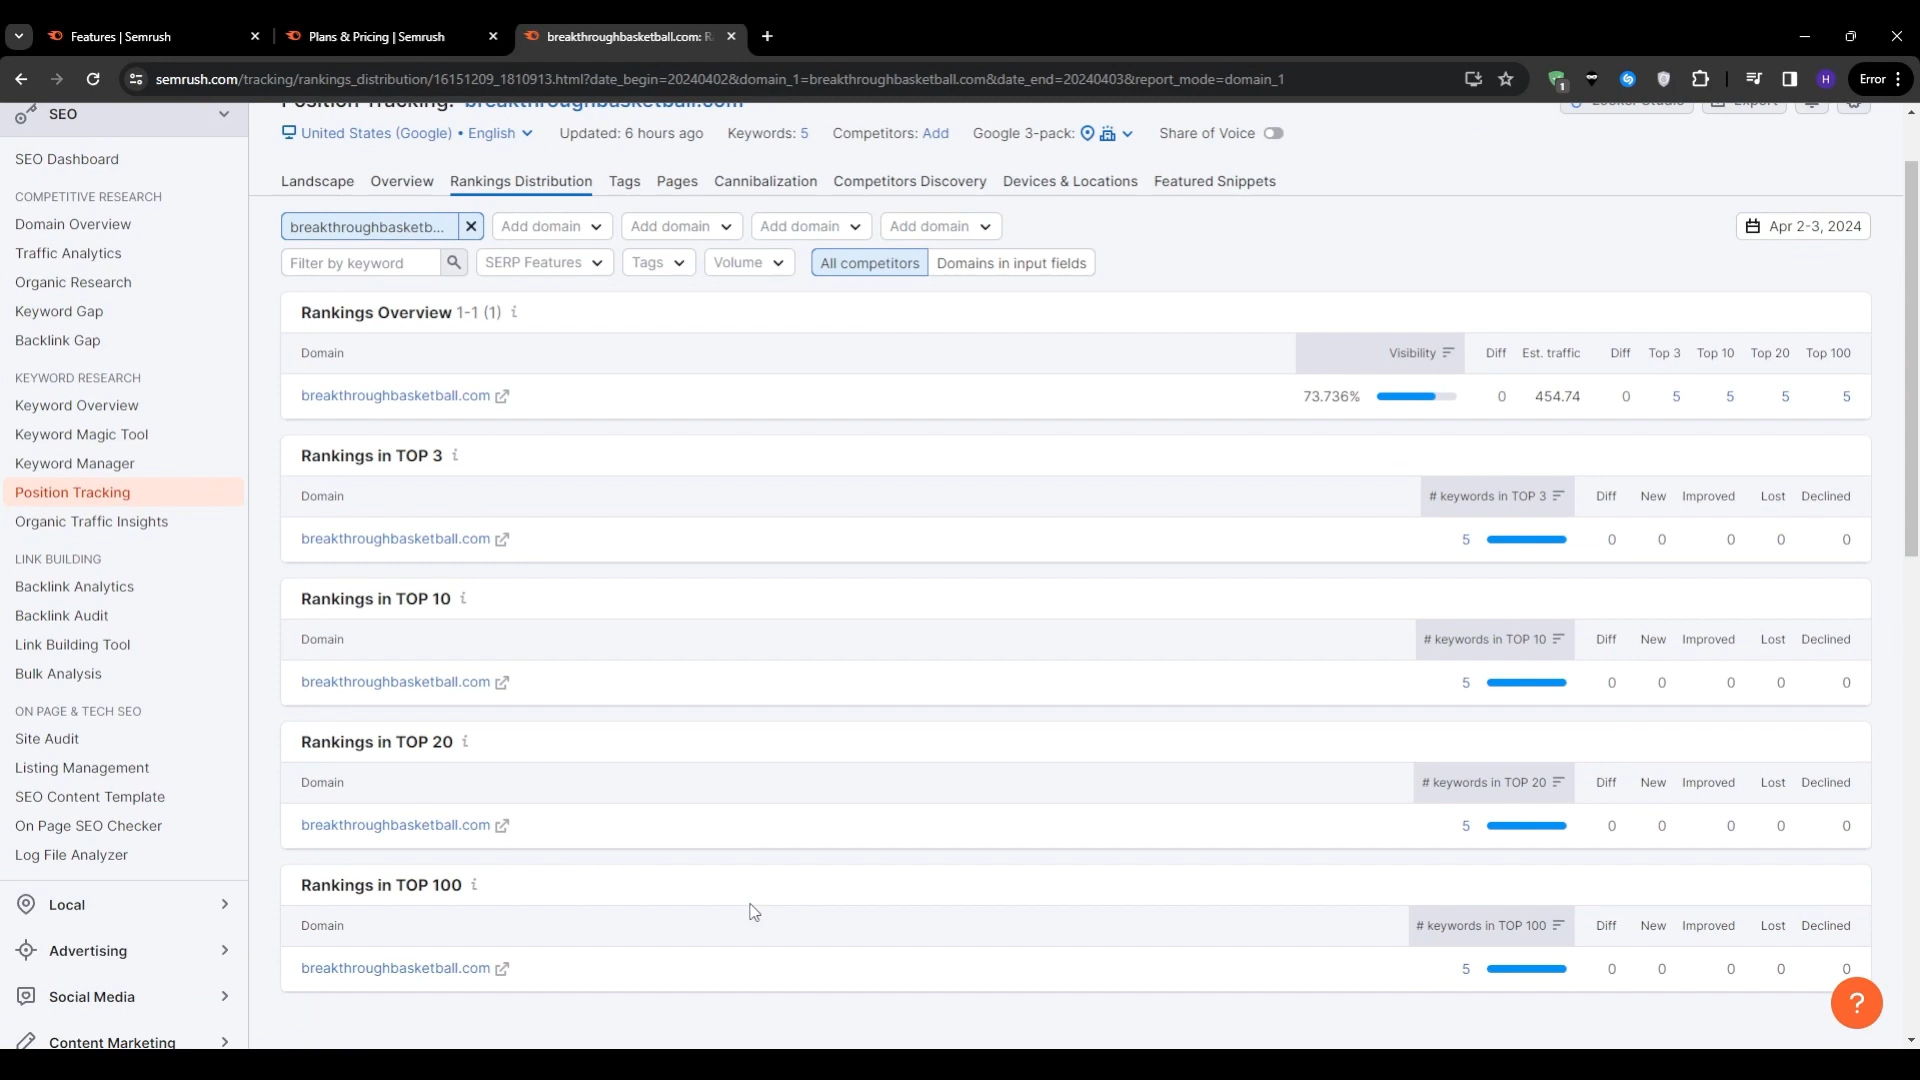 Features | Semrush
Plans & Pricing | Semrush
breakthroughbasketball.com: R
semrush.com/tracking/rankings_distribution/16151209_1810913.html?date_begin=20240402&domain_1=breakthroughbasketball.com&date_end=20240403&report_mode=domain_1
1
H
Error
SEO
SEO Dashboard
COMPETITIVE RESEARCH
Domain Overview
Traffic Analytics
Organic Research
Keyword Gap
Backlink Gap
KEYWORD RESEARCH
Keyword Overview
Keyword Magic Tool
Keyword Manager
Position Tracking
Organic Traffic Insights
LINK BUILDING
Backlink Analytics
Backlink Audit
Link Building Tool
Bulk Analysis
ON PAGE & TECH SEO
Site Audit
Listing Management
SEO Content Template
On Page SEO Checker
Log File Analyzer
Local
Advertising
Social Media
Content Marketing
Position Tracking: breakthroughbasketball.com
Looker Studio Export
United States (Google) • English Updated: 6 hours ago Keywords: 5 Competitors: Add Google 3-pack: Share of Voice
Landscape Overview Rankings Distribution Tags Pages Cannibalization Competitors Discovery Devices & Locations Featured Snippets
breakthroughbasketb... Add domain Add domain Add domain Add domain Apr 2-3, 2024
Filter by keyword SERP Features Tags Volume All competitors Domains in input fields
Rankings Overview 1-1 (1)
Domain Visibility Diff Est. traffic Diff Top 3 Top 10 Top 20 Top 100
breakthroughbasketball.com 73.736% 0 454.74 0 5 5 5 5
Rankings in TOP 3
Domain # keywords in TOP 3 Diff New Improved Lost Declined
breakthroughbasketball.com 5 0 0 0 0 0
Rankings in TOP 10
Domain # keywords in TOP 10 Diff New Improved Lost Declined
breakthroughbasketball.com 5 0 0 0 0 0
Rankings in TOP 20
Domain # keywords in TOP 20 Diff New Improved Lost Declined
breakthroughbasketball.com 5 0 0 0 0 0
Rankings in TOP 100
Domain # keywords in TOP 100 Diff New Improved Lost Declined
breakthroughbasketball.com 5 0 0 0 0 0
?